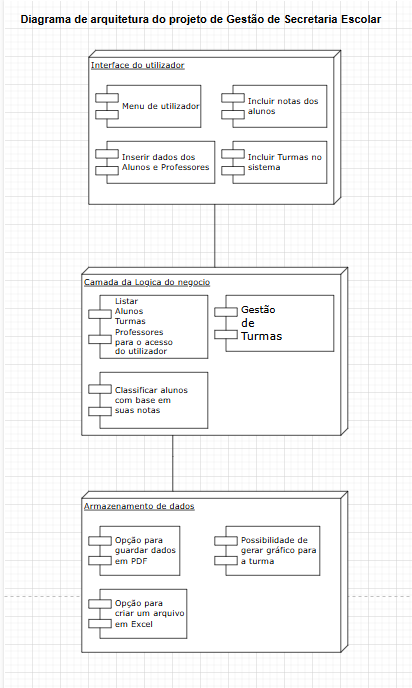 Diagrama de arquitetura do projeto de Gestão de Secretaria Escolar
Interface do utilizador
Menu de utilizador
Incluir notas dos
alunos
Inserir dados dos
Alunos e Professores
Incluir Turmas no
sistema
Camada da Logica do negocio
Listar
Alunos
Turmas
Professores
para o acesso
do utilizador
Gestão
de
Turmas
Classificar alunos
com base em
suas notas
Armazenamento de dados
Opção para
guardar dados
em PDF
Possibilidade de
gerar gráfico para
a turma
Opção para
criar um arquivo
em Excel